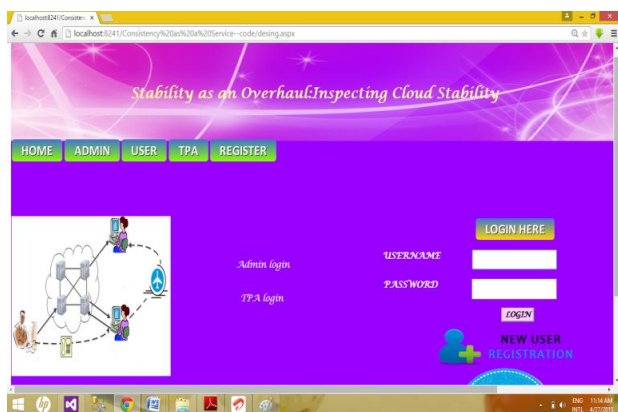 localhost:8241/Consisten
localhost:8241/Consistency%20as%20a%20Service--code/desing.aspx
Stability as an Overhaul:Inspecting Cloud Stability
HOME ADMIN USER TPA REGISTER
LOGIN HERE
Admin login
USERNAME
TPA login
PASSWORD
LOGIN
NEW USER
REGISTRATION
ENG 11:14 AM
INTL 4/27/2015